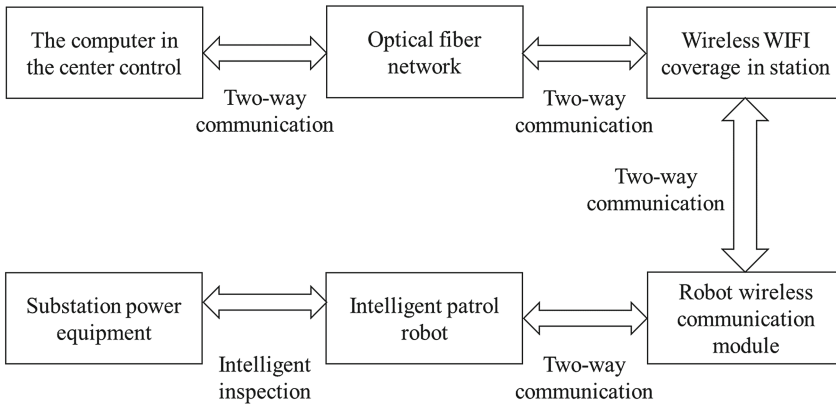 The computer in
the center control
Optical fiber
network
Wireless WIFI
coverage in station
Two-way
communication
Two-way
communication
Two-way
communication
Substation power
equipment
Intelligent patrol
robot
Robot wireless
communication
module
Intelligent
inspection
Two-way
communication